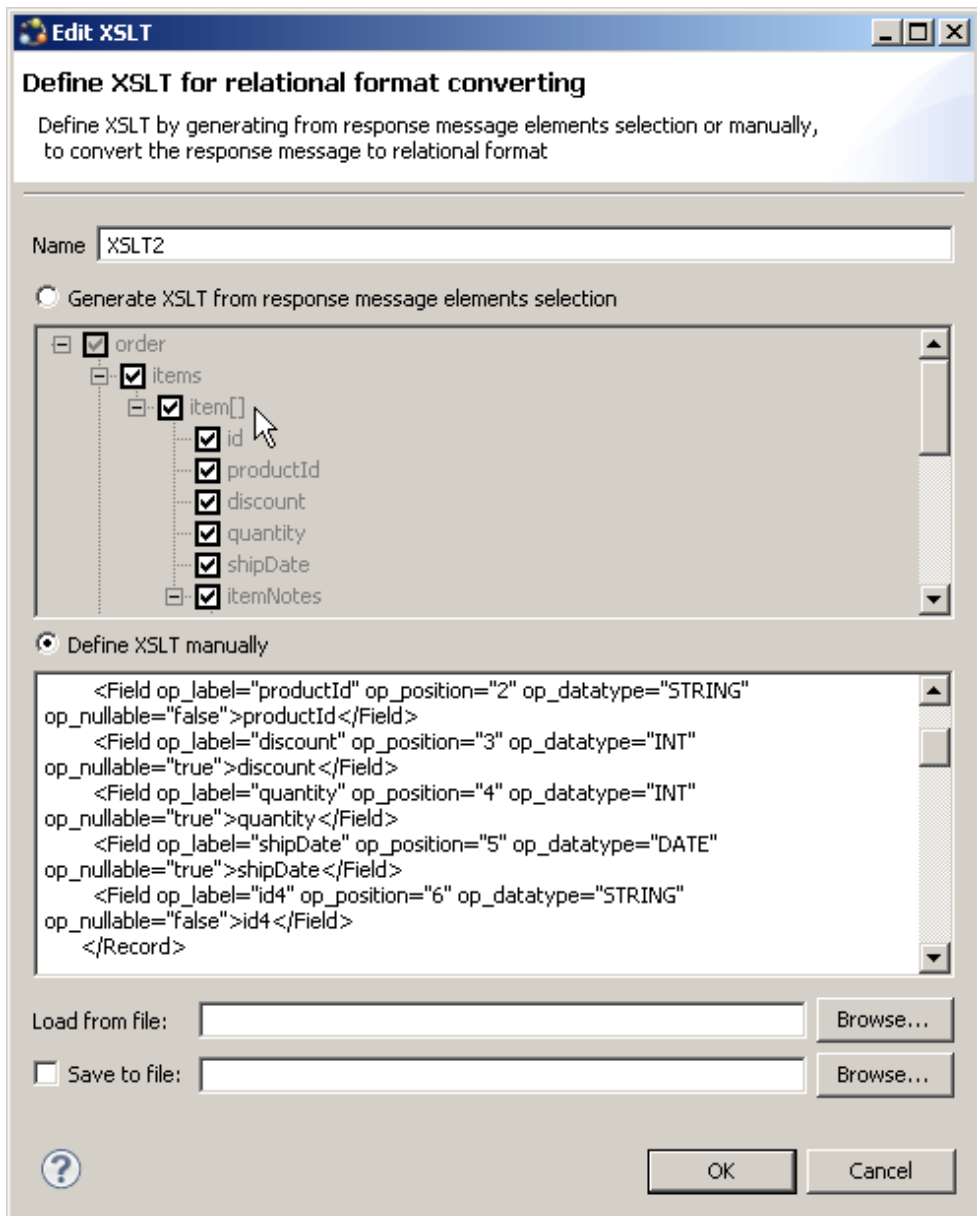 Edit XSLT
Define XSLT for relational format converting
Define XSLT by generating from response message elements selection or manually,
to convert the response message to relational format
Name XSLT2
Generate XSLT from response message elements selection
order
items
item[]
id
productId
discount
quantity
shipDate
itemNotes
Define XSLT manually
<Field op_label="productId" op_position="2" op_datatype="STRING"
op_nullable="false">productId</Field>
<Field op_label="discount" op_position="3" op_datatype="INT"
op_nullable="true">discount</Field>
<Field op_label="quantity" op_position="4" op_datatype="INT"
op_nullable="true">quantity</Field>
<Field op_label="shipDate" op_position="5" op_datatype="DATE"
op_nullable="true">shipDate</Field>
<Field op_label="id4" op_position="6" op_datatype="STRING"
op_nullable="false">id4</Field>
</Record>
Load from file: Browse...
Save to file: Browse...
? OK Cancel